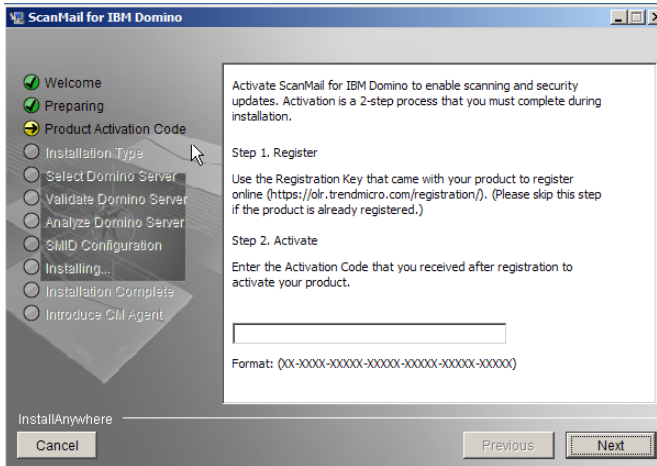 ScanMail for IBM Domino
Welcome
Preparing
Product Activation Code
Installation Type
Select Domino Server
Validate Domino Server
Analyze Domino Server
SMID Configuration
Installing...
Installation Complete
Introduce CM Agent
Activate ScanMail for IBM Domino to enable scanning and security
updates. Activation is a 2-step process that you must complete during
installation.
Step 1. Register
Use the Registration Key that came with your product to register
online (https://olr.trendmicro.com/registration/). (Please skip this step
if the product is already registered.)
Step 2. Activate
Enter the Activation Code that you received after registration to
activate your product.
Format: (XX-XXXX-XXXXX-XXXXX-XXXXX-XXXXX-XXXXX)
InstallAnywhere
Cancel
Previous
Next